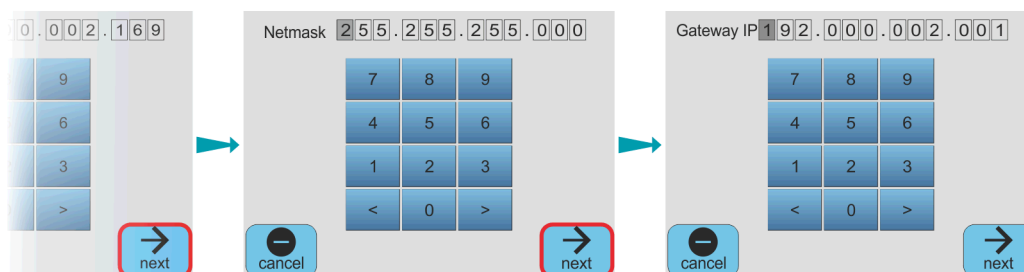 0.002.169
9
6
3
>
next
Netmask 255.255.255.000
7 8 9
4 5 6
1 2 3
< 0 >
cancel next
Gateway IP 192.000.002.001
7 8 9
4 5 6
1 2 3
< 0 >
cancel next